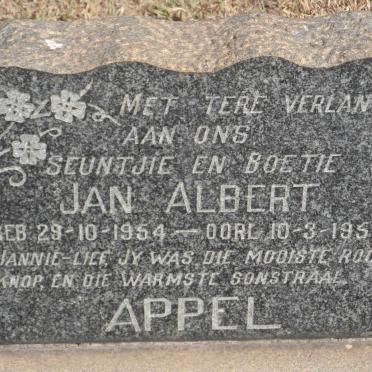 MET TERE VERLAN
AAN ONS
SEUNTJIE EN BOETIE
JAN ALBERT
GEB 29-10-1954 — OORL 10-3-195
JANNIE-LIEF JY WAS DIE MOOISTE ROO
KNOP EN DIE WARMSTE SONSTRAAL
APPEL